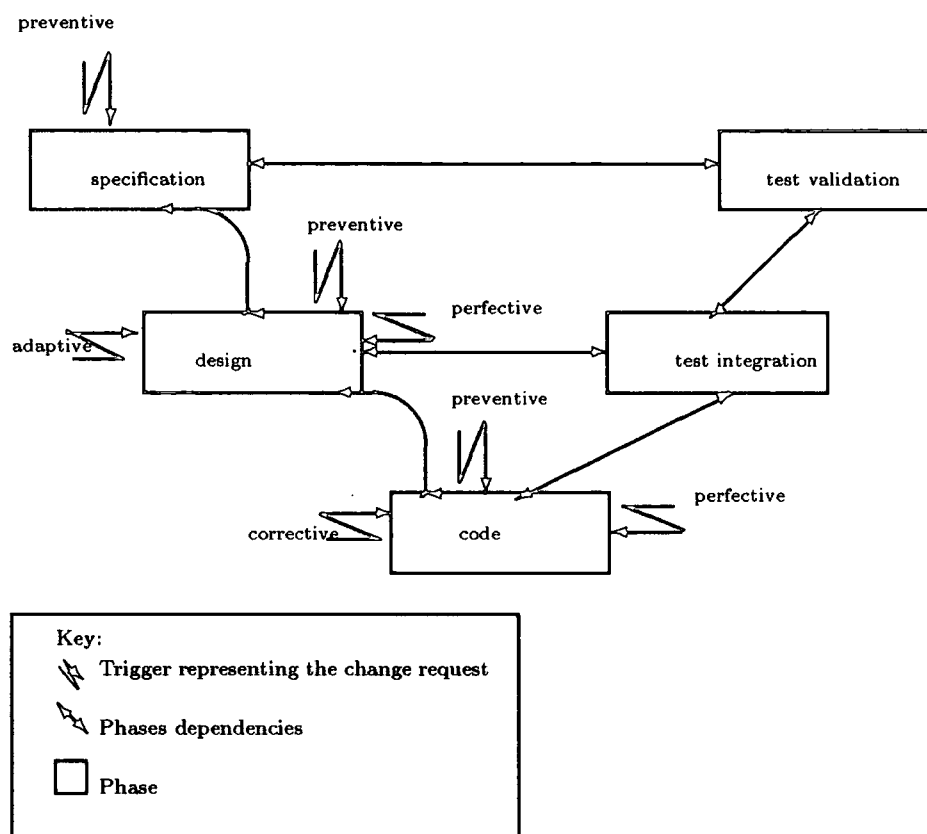 preventive
specification
test validation
preventive
perfective
adaptive
design
test integration
preventive
perfective
corrective
code
Key:
Trigger representing the change request
Phases dependencies
Phase